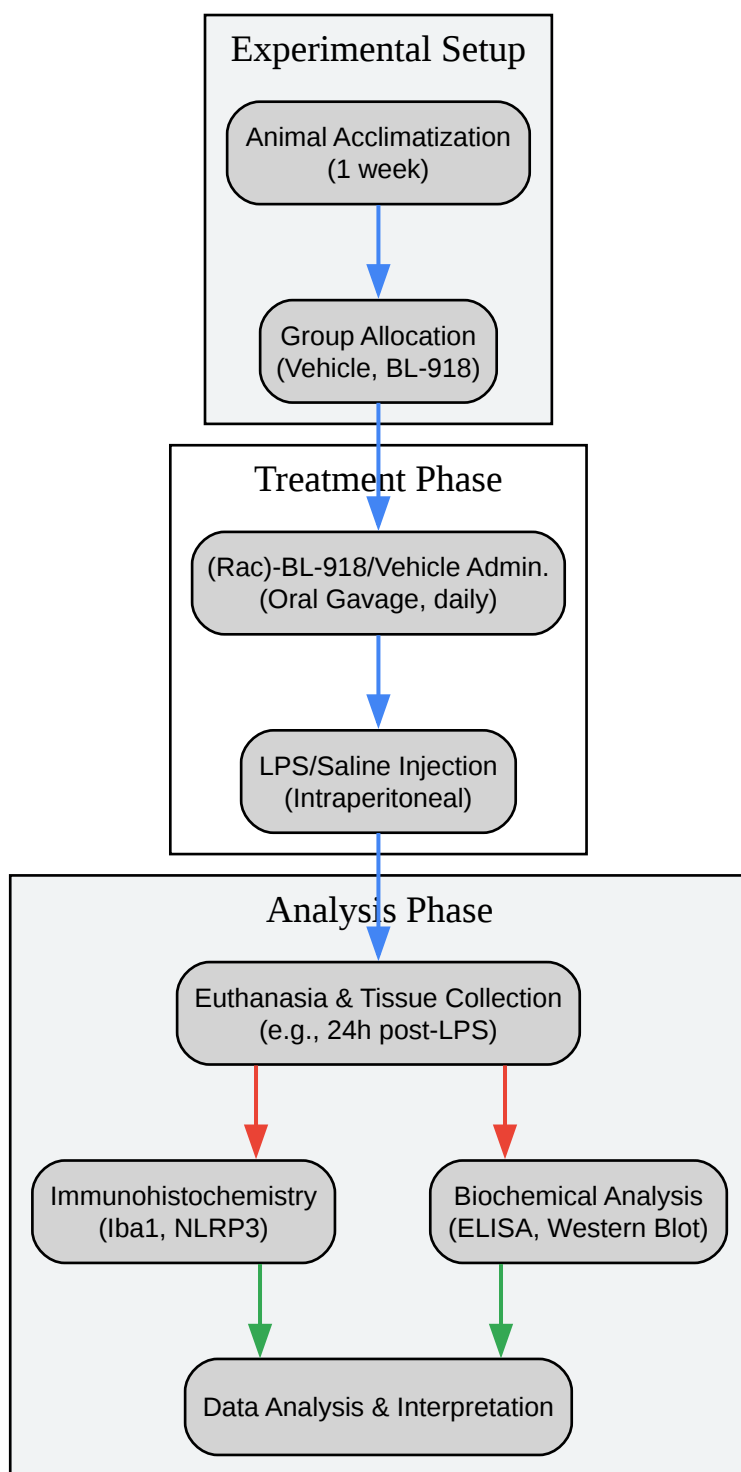 Experimental Setup
Animal Acclimatization
(1 week)
Group Allocation
(Vehicle, BL-918)
Treatment Phase
(Rac)-BL-918/Vehicle Admin.
(Oral Gavage, daily)
LPS/Saline Injection
(Intraperitoneal)
Analysis Phase
Euthanasia & Tissue Collection
(e.g., 24h post-LPS)
Immunohistochemistry
(Iba1, NLRP3)
Biochemical Analysis
(ELISA, Western Blot)
Data Analysis & Interpretation